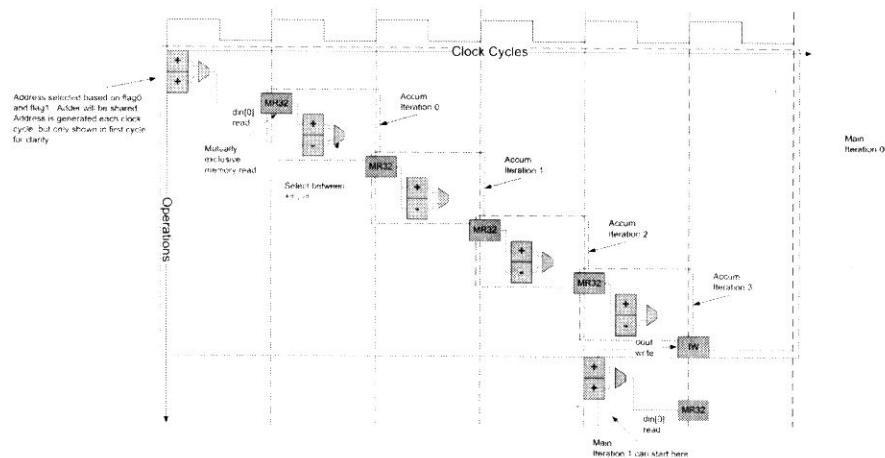 Clock Cycles
+
+
Address selected based on flag0
and flag1. Adder will be shared.
Address is generated each clock
cycle, but only shown in first cycle
for clarity
din[0]
read
MR32
Mutually
exclusive
memory read
+
-
Accum
Iteration 0
Main
Iteration 0
Select between
MR32
+
-
Accum
Iteration 1
Operations
MR32
+
-
Accum
Iteration 2
MR32
+
-
Accum
Iteration 3
dout
write
IW
+
+
din[0]
read
MR32
Main
Iteration 1 can start here